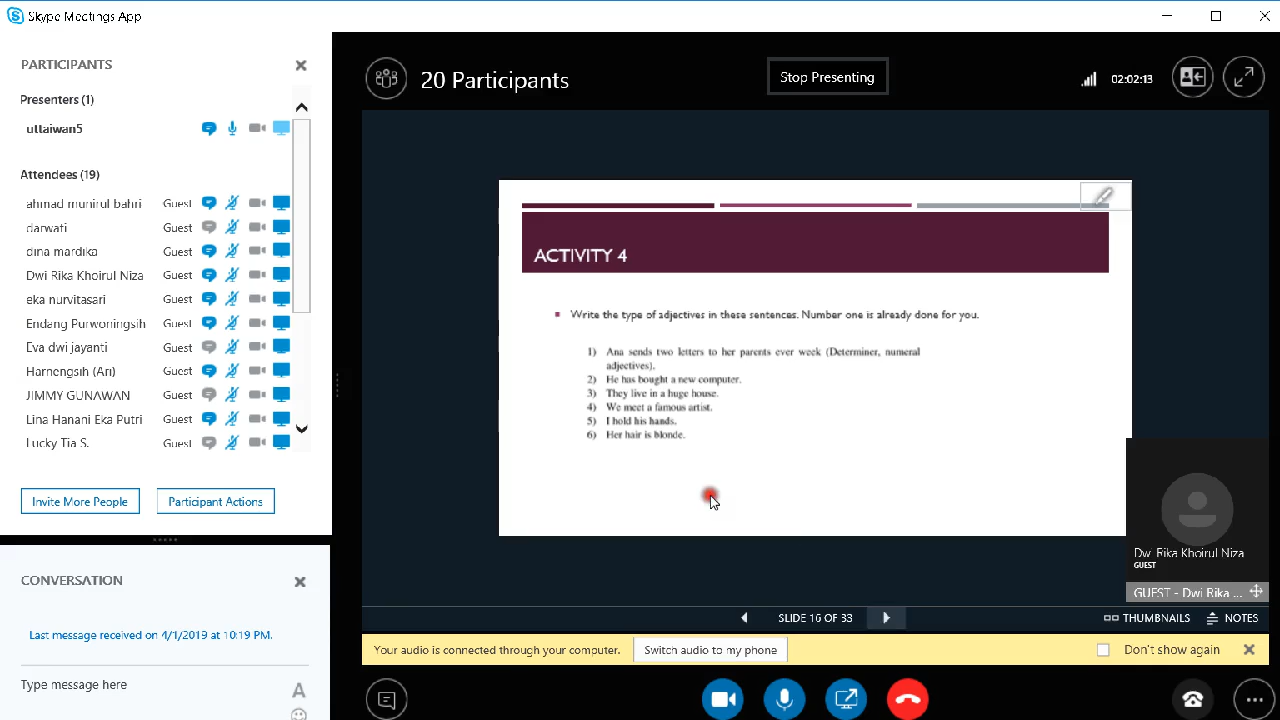 Skype Meetings App
PARTICIPANTS
Presenters (1)
uttaiwan5
Attendees (19)
ahmad munirul bahri Guest
darwati Guest
dina mardika Guest
Dwi Rika Khoirul Niza Guest
eka nurvitasari Guest
Endang Purwoningsih Guest
Eva dwi jayanti Guest
Harnengsih (Ari) Guest
JIMMY GUNAWAN Guest
Lina Hanani Eka Putri Guest
Lucky Tia S. Guest
Invite More People Participant Actions
CONVERSATION
Last message received on 4/1/2019 at 10:19 PM.
Type message here
A
20 Participants
Stop Presenting
02:02:13
ACTIVITY 4
Write the type of adjectives in these sentences. Number one is already done for you.
1) Ana sends two letters to her parents ever week (Determiner, numeral
adjectives).
2) He has bought a new computer.
3) They live in a huge house.
4) We meet a famous artist.
5) I hold his hands.
6) Her hair is blonde.
Dwi Rika Khoirul Niza
GUEST
GUEST - Dwi Rika ...
SLIDE 16 OF 33
THUMBNAILS NOTES
Your audio is connected through your computer. Switch audio to my phone Don't show again